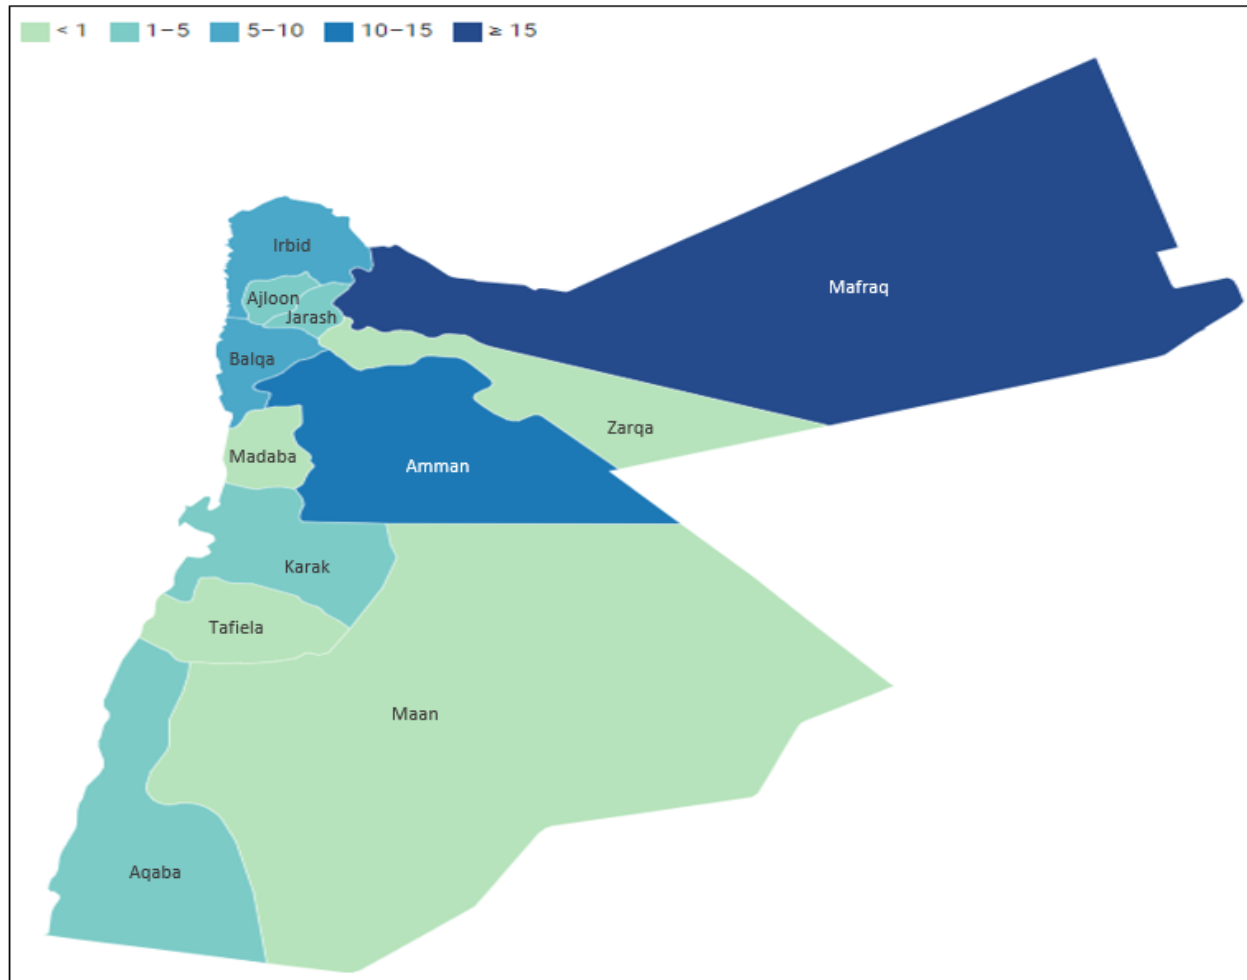 < 1 1–5 5–10 10–15 ≥ 15
Irbid
Mafraq
Ajloon
Jarash
Balqa
Zarqa
Madaba
Amman
Karak
Tafiela
Maan
Aqaba